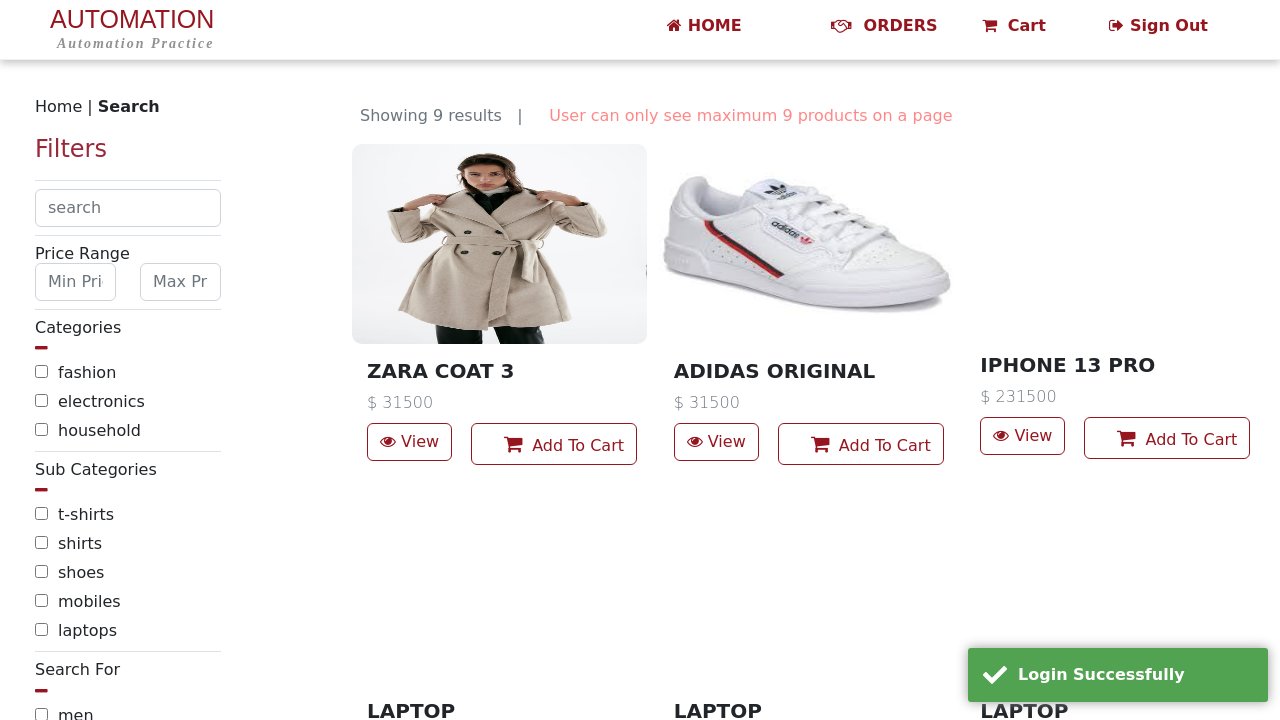 AUTOMATION
Automation Practice
HOME
ORDERS
Cart
Sign Out
Home | Search
Filters
search
Price Range
Min Pri
Max Pr
Categories
fashion
electronics
household
Sub Categories
t-shirts
shirts
shoes
mobiles
laptops
Search For
men
Showing 9 results | User can only see maximum 9 products on a page
ZARA COAT 3
$ 31500
View
Add To Cart
adidas
ADIDAS ORIGINAL
$ 31500
View
Add To Cart
IPHONE 13 PRO
$ 231500
View
Add To Cart
LAPTOP
LAPTOP
LAPTOP
Login Successfully